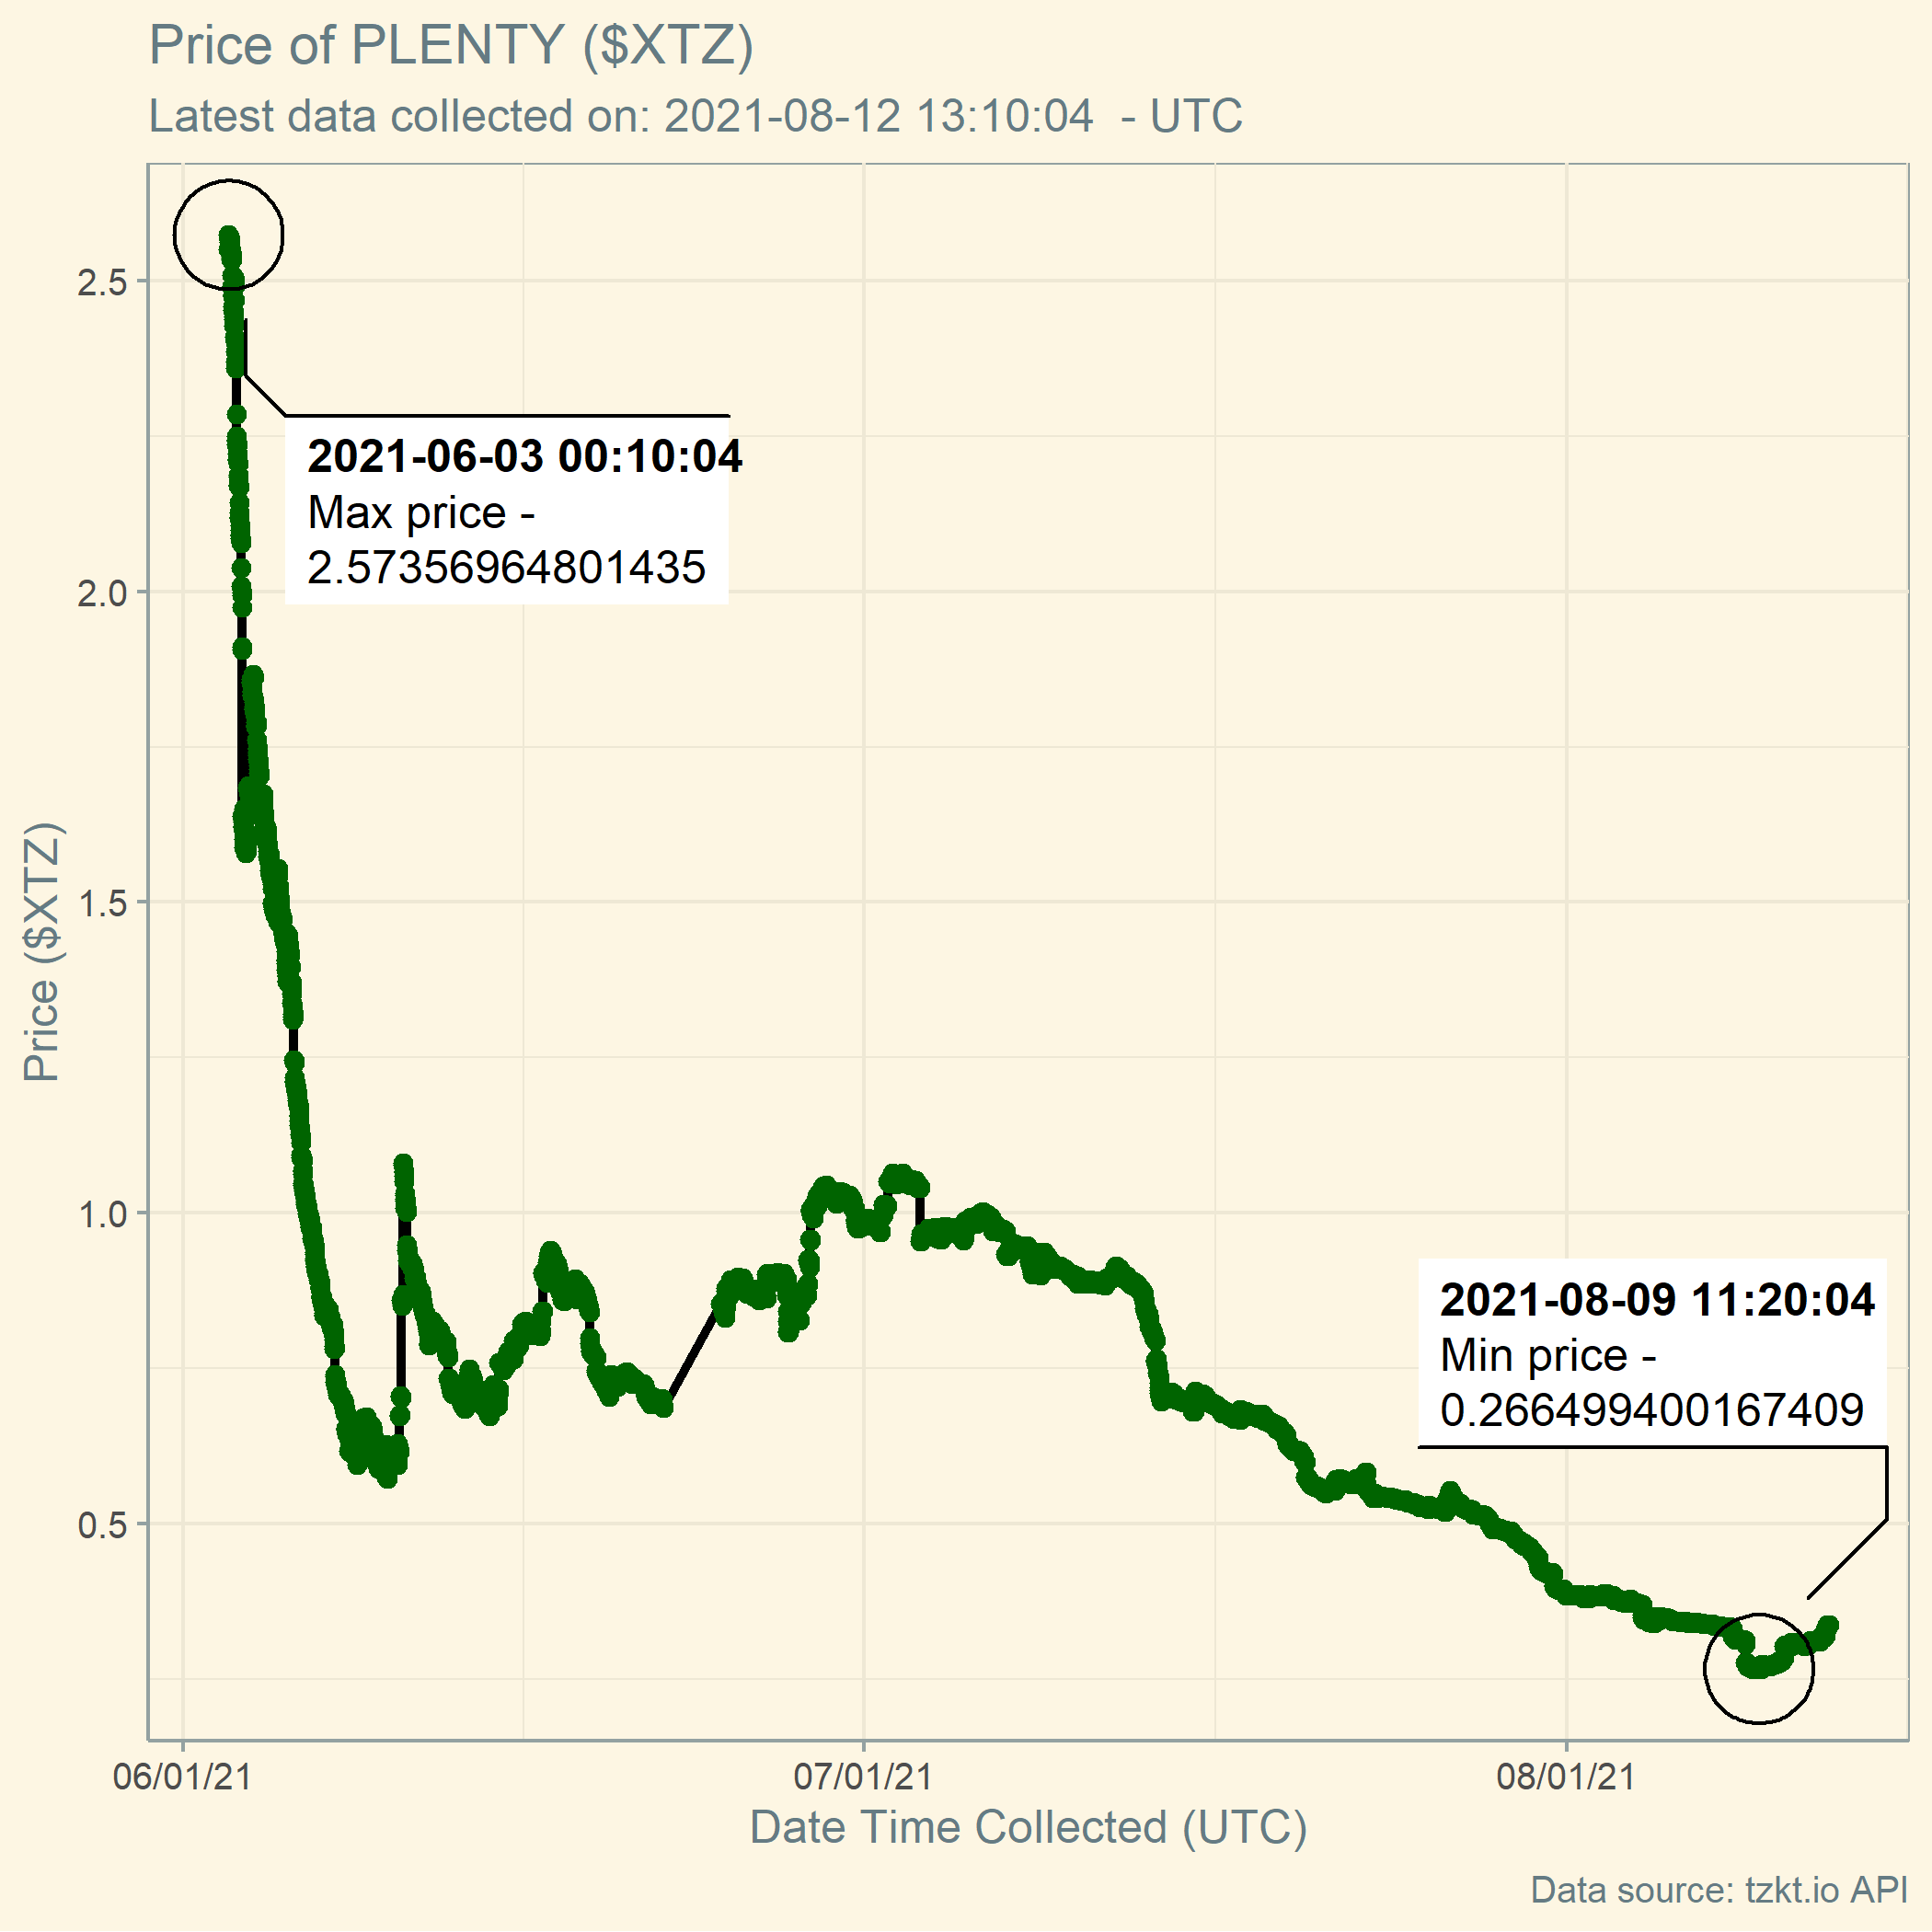 Price of PLENTY ($XTZ)
Latest data collected on: 2021-08-12 13:10:04  - UTC
2.5
2.0
1.5
1.0
0.5
Price ($XTZ)
2021-06-03 00:10:04
Max price -
2.57356964801435
2021-08-09 11:20:04
Min price -
0.266499400167409
06/01/21
07/01/21
08/01/21
Date Time Collected (UTC)
Data source: tzkt.io API